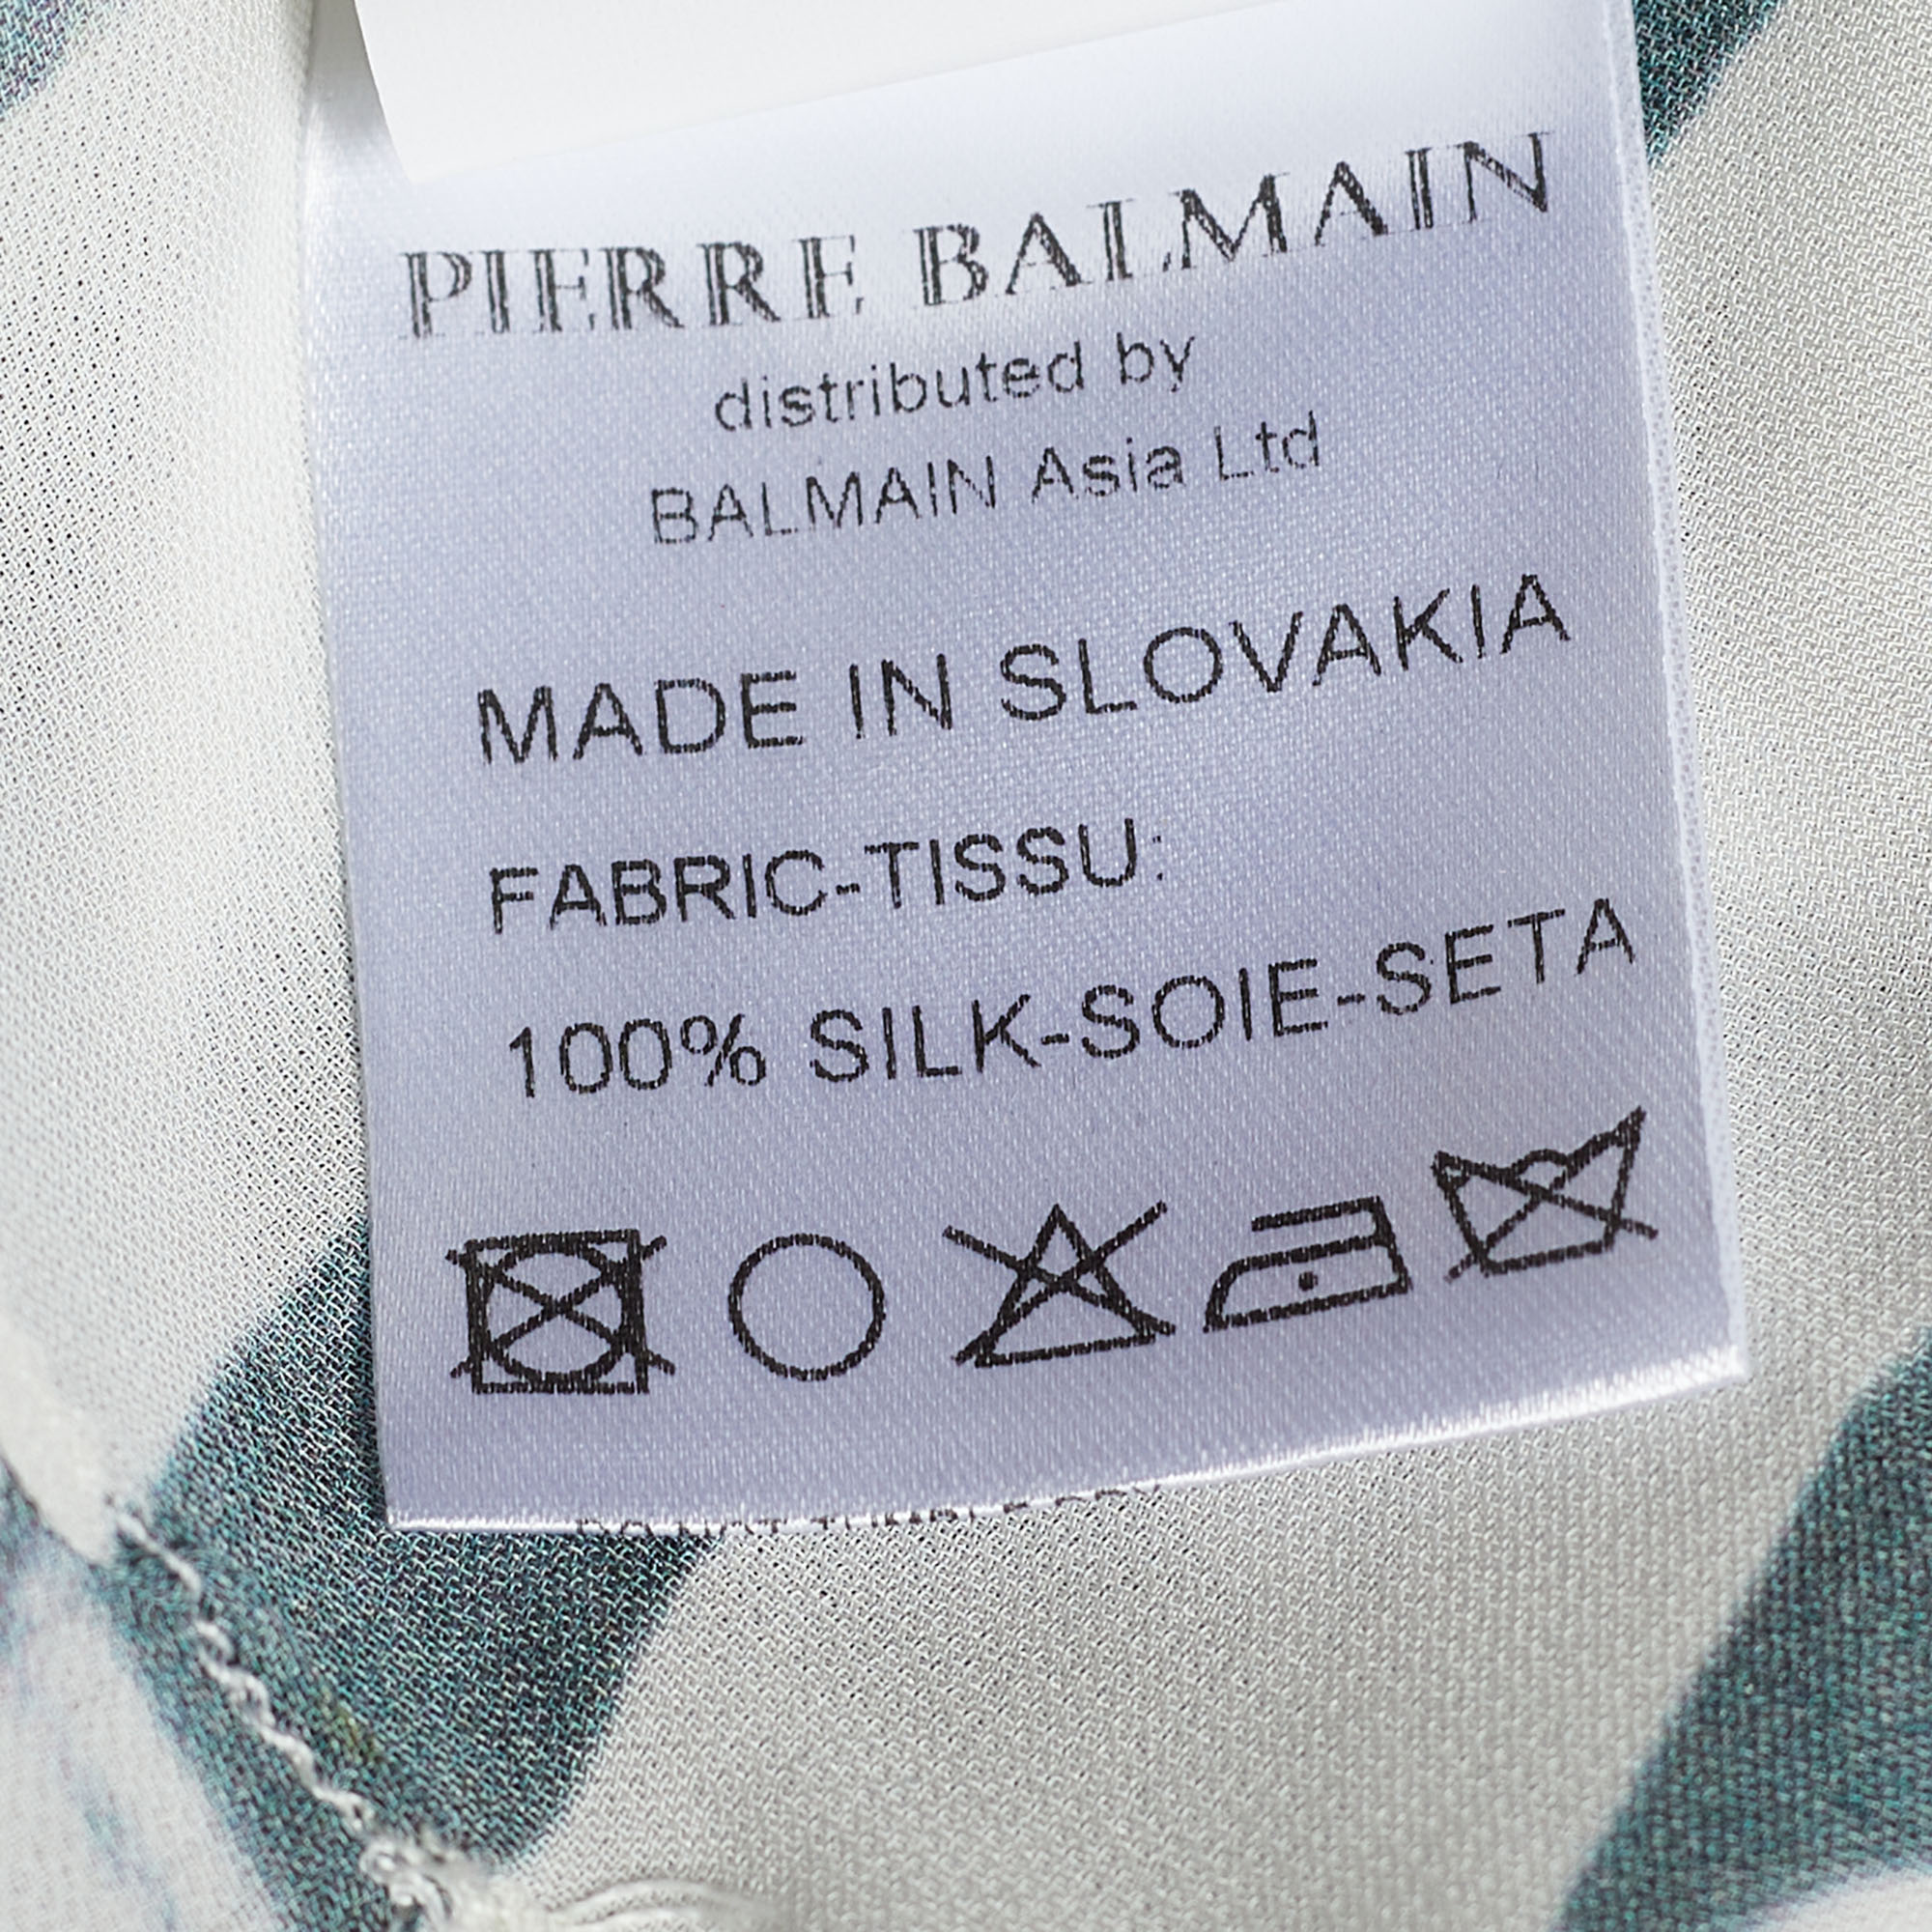 PIERRE BALMAIN
distributed by
BALMAIN Asia Ltd
MADE IN SLOVAKIA
FABRIC-TISSU:
100% SILK-SOIE-SETA